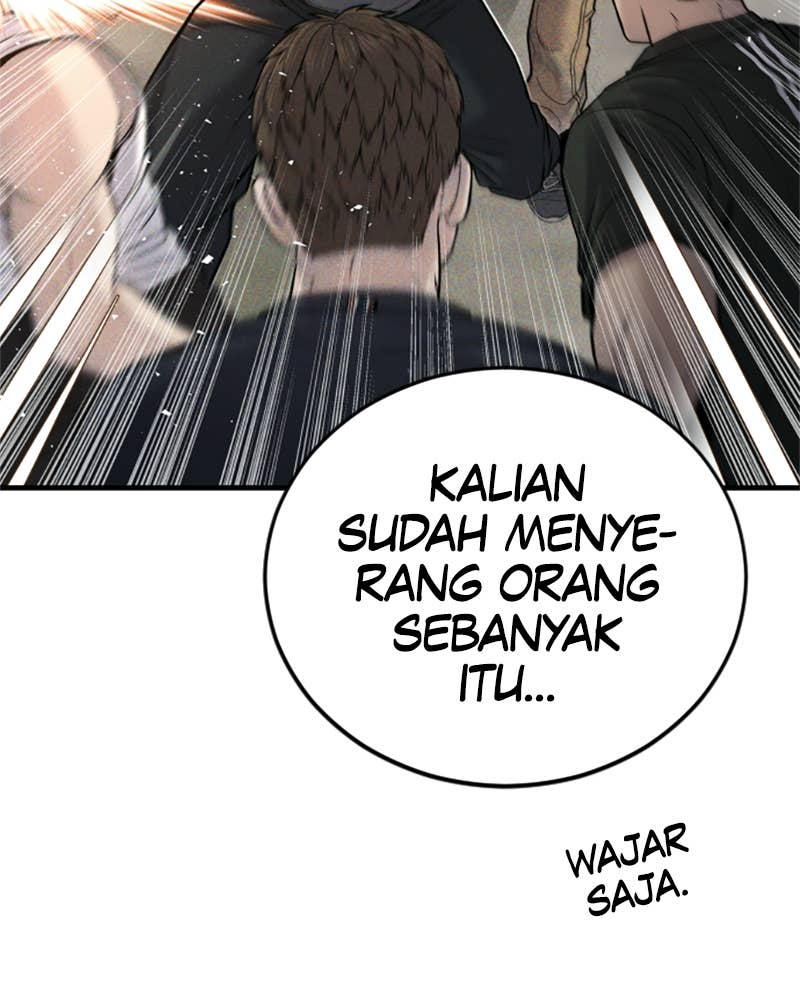 KALIAN
SUDAH MENYE-
RANG ORANG
SEBANYAK
ITU...
WAJAR
SAJA.